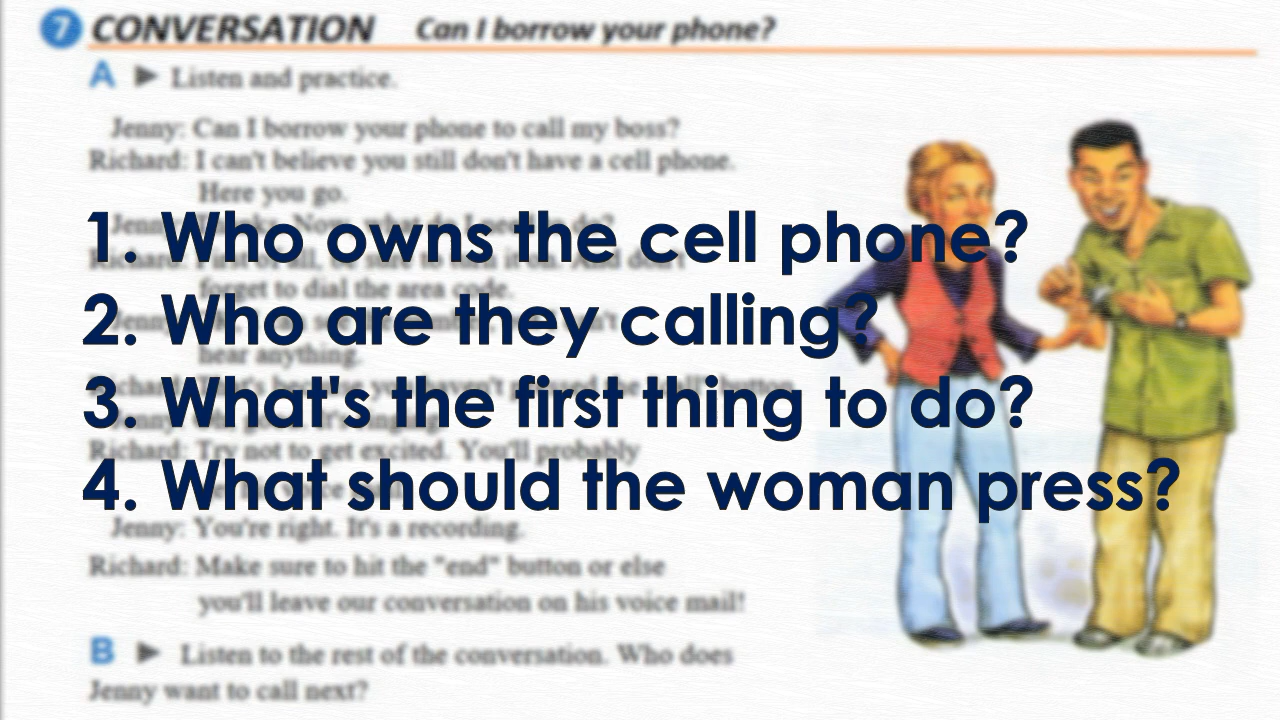 7 CONVERSATION Can I borrow your phone?
A ► Listen and practice.
Jenny: Can I borrow your phone to call my boss?
Richard: I can't believe you still don't have a cell phone.
Here you go.
1. Who owns the cell phone?
forget to dial the area code.
2. Who are they calling?
hear anything.
3. What's the first thing to do?
Richard: Try not to get excited. You'll probably
4. What should the woman press?
Jenny: You're right. It's a recording.
Richard: Make sure to hit the "end" button or else
you'll leave our conversation on his voice mail!
B ► Listen to the rest of the conversation. Who does
Jenny want to call next?